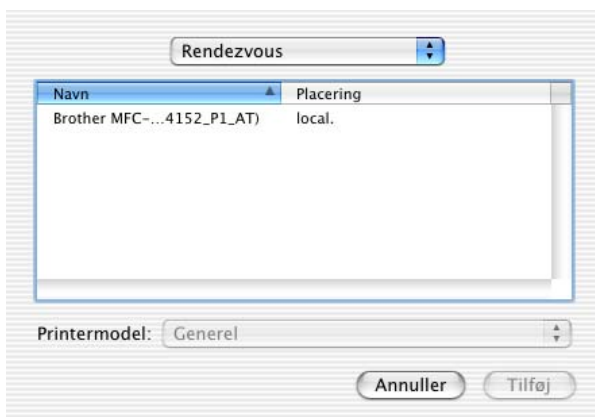 Rendezvous
Navn Placering
Brother MFC-...4152_P1_AT) local.
Printermodel: Generel
Annuller Tilføj